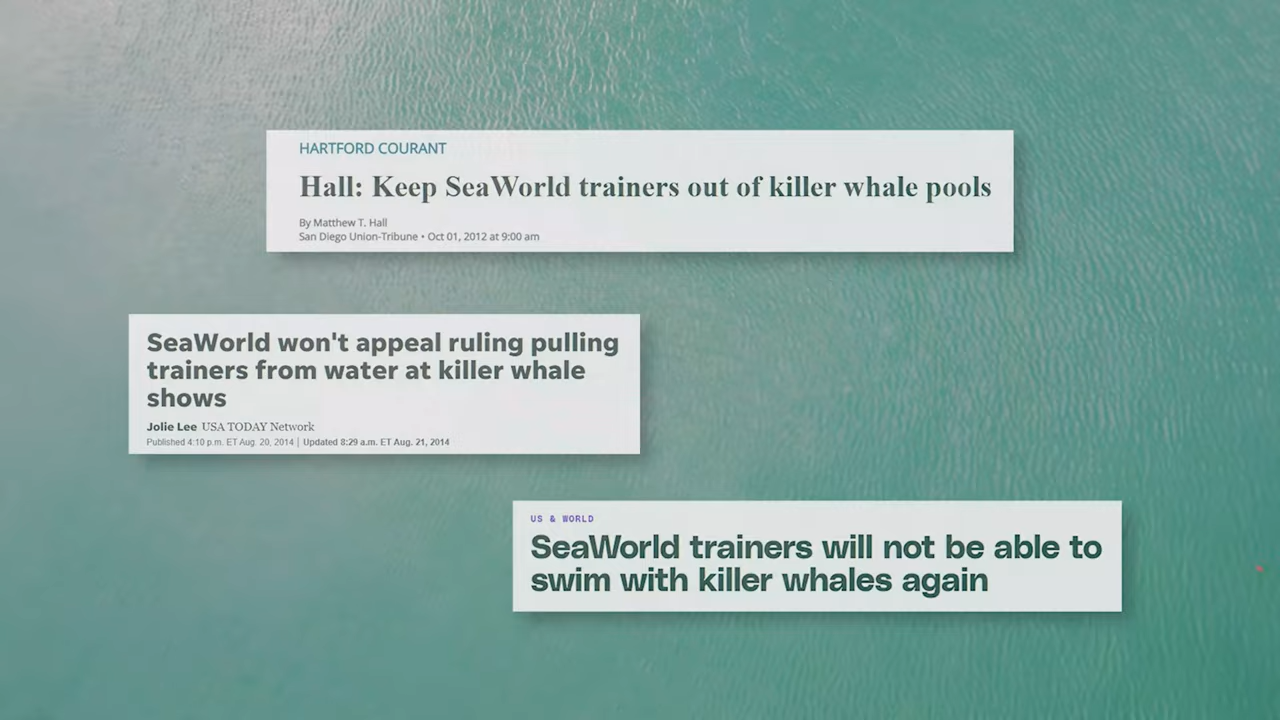 HARTFORD COURANT
Hall: Keep SeaWorld trainers out of killer whale pools
By Matthew T. Hall
San Diego Union-Tribune • Oct 01, 2012 at 9:00 am
SeaWorld won't appeal ruling pulling
trainers from water at killer whale
shows
Jolie Lee USA TODAY Network
Published 4:10 p.m. ET Aug. 20, 2014 | Updated 8:29 a.m. ET Aug. 21, 2014
US & WORLD
SeaWorld trainers will not be able to
swim with killer whales again